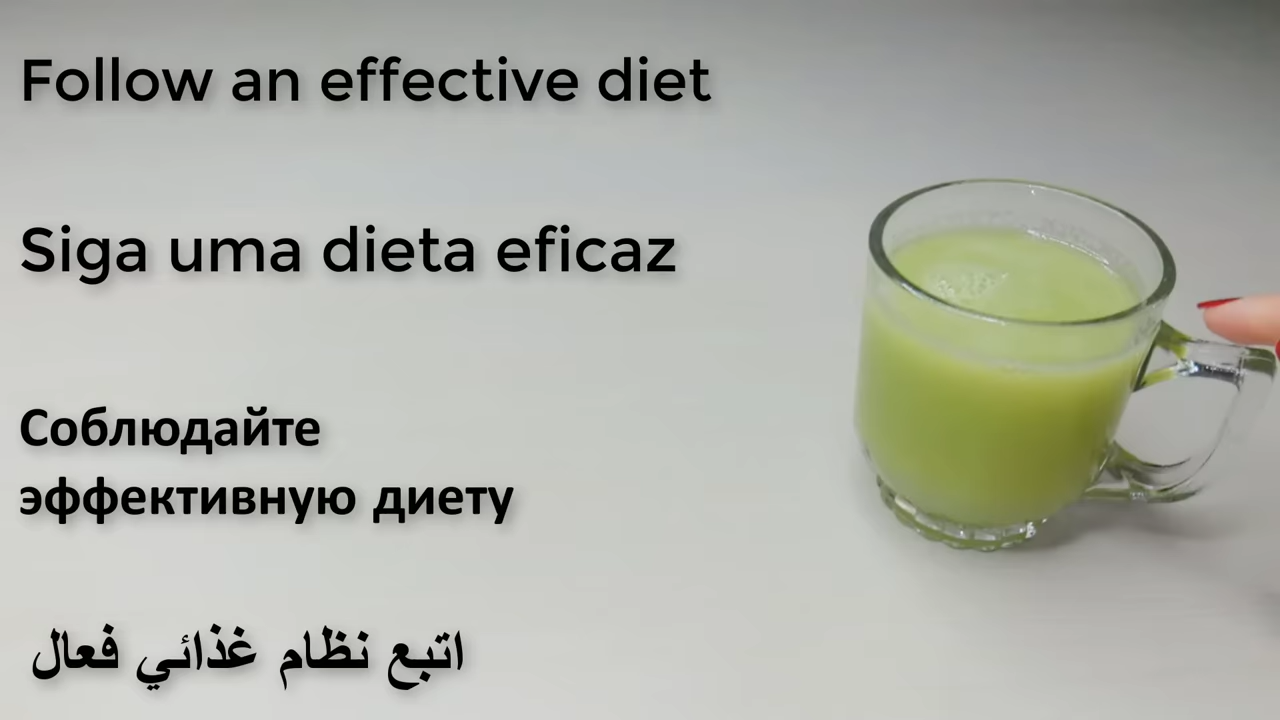 Follow an effective diet
Siga uma dieta eficaz
Соблюдайте
эффективную диету
اتبع نظام غذائي فعال